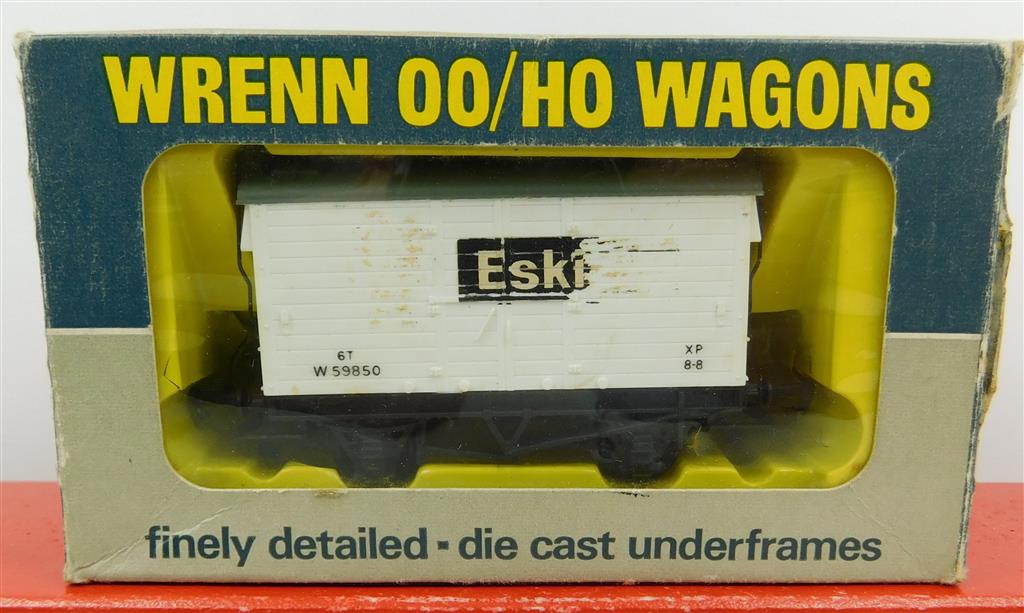 WRENN OO/HO WAGONS
Eski
6T
W 59850
XP
8-8
finely detailed ▪ die cast underframes